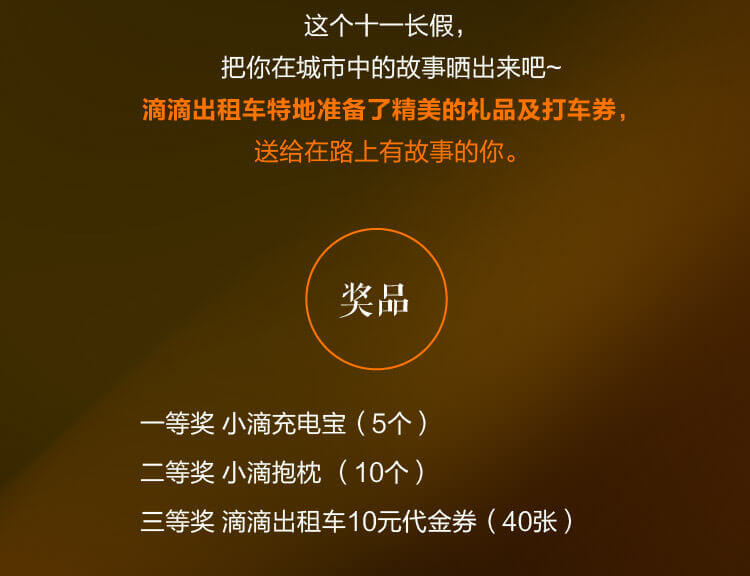 这个十一长假，
把你在城市中的故事晒出来吧~
滴滴出租车特地准备了精美的礼品及打车券，
送给在路上有故事的你。
奖品
一等奖 小滴充电宝（5个）
二等奖 小滴抱枕 （10个）
三等奖 滴滴出租车10元代金券（40张）